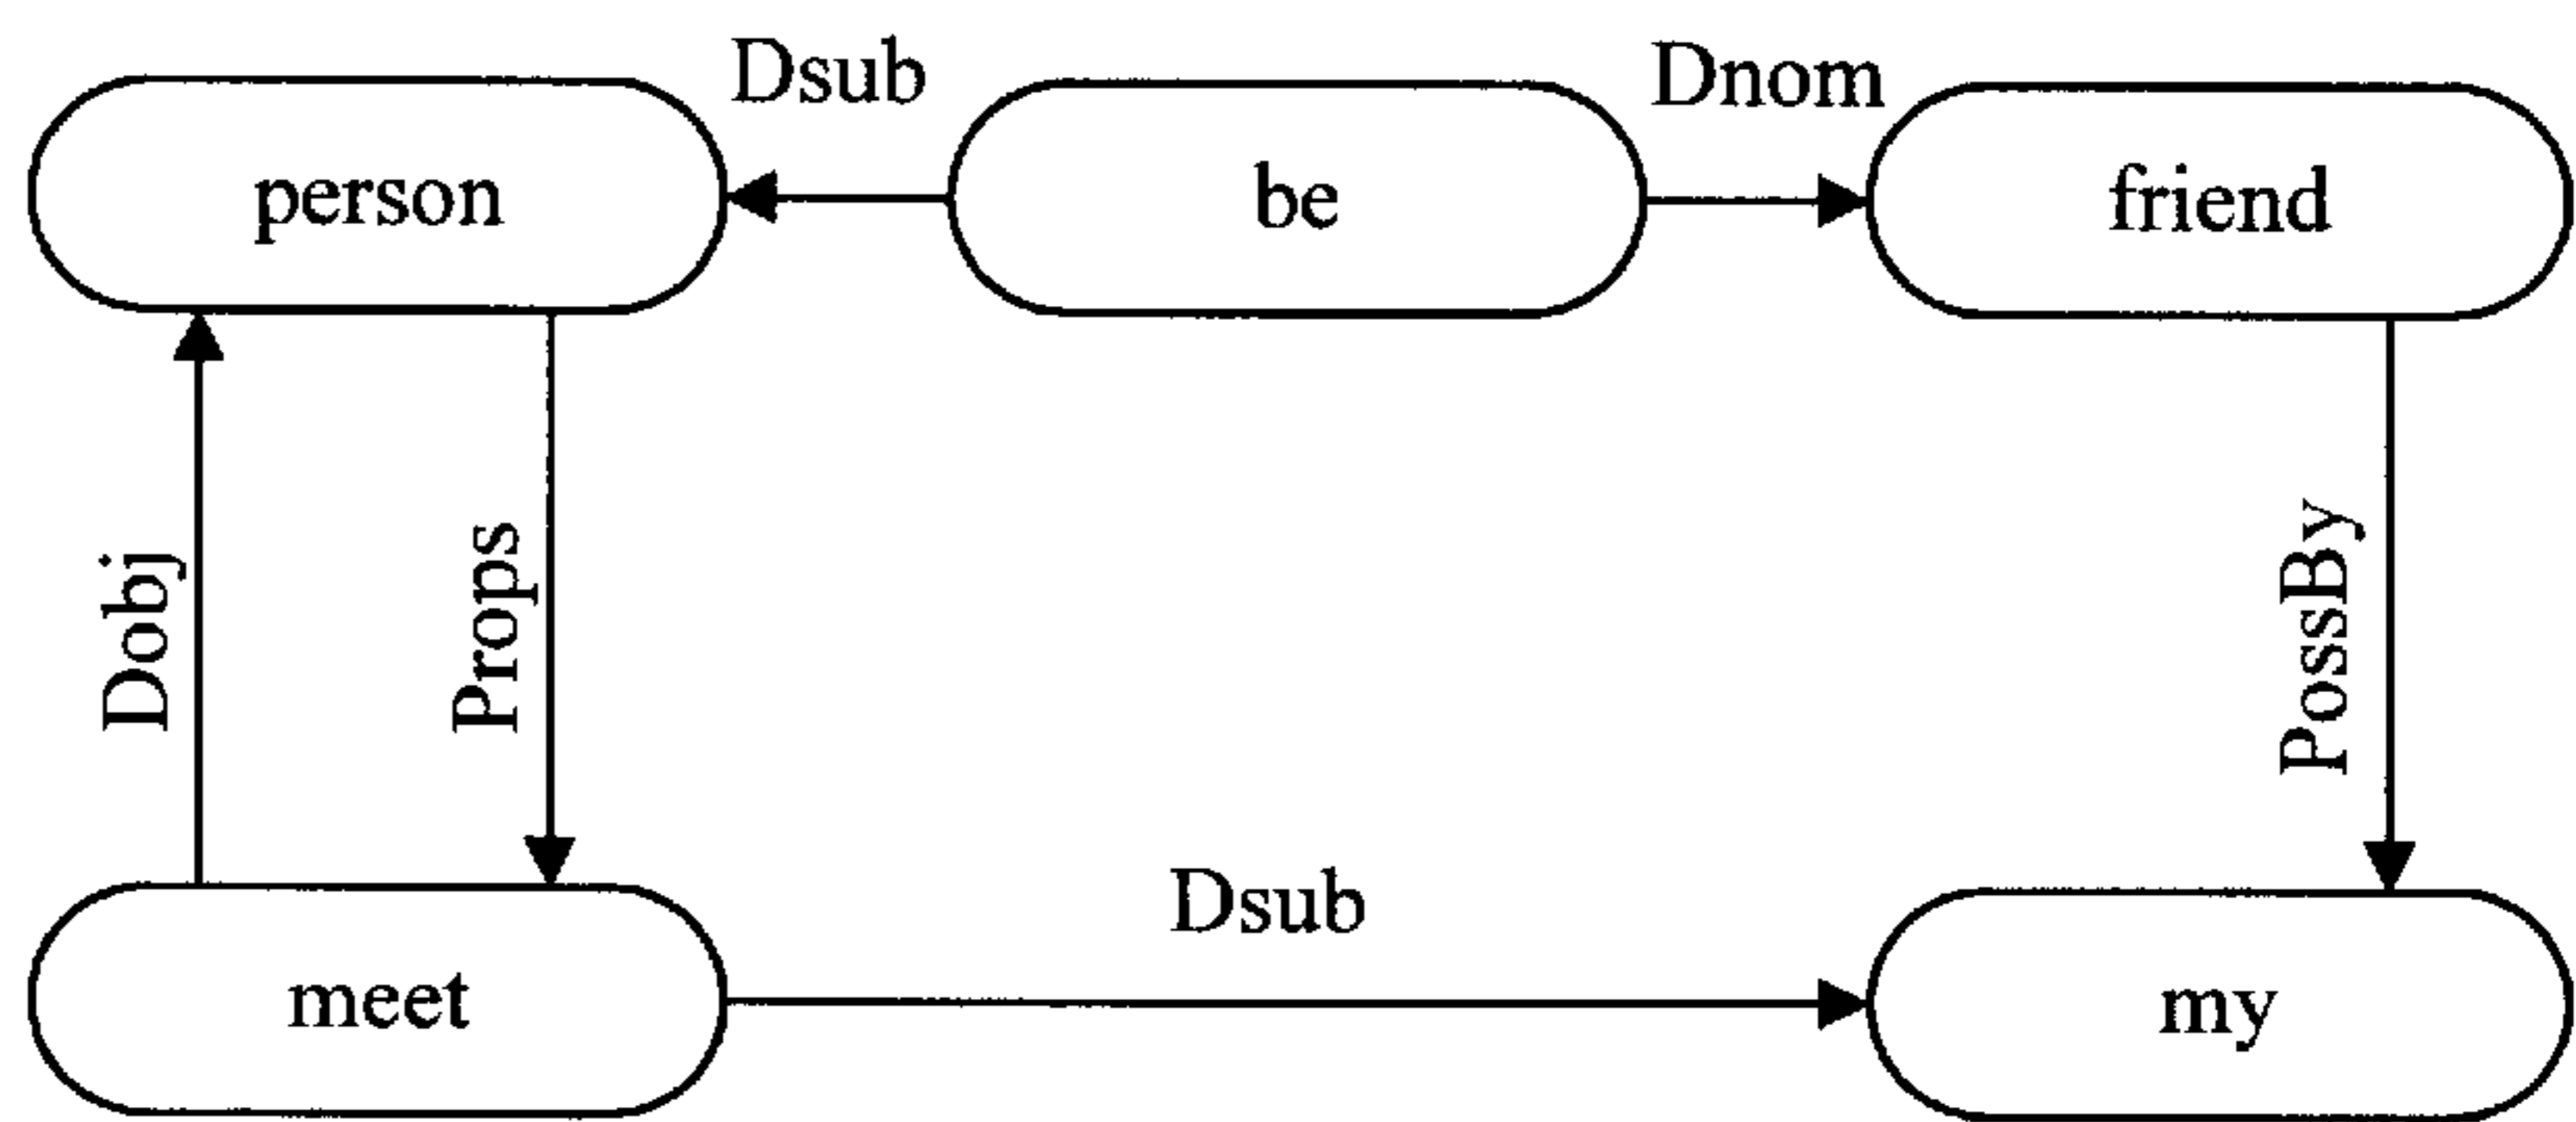 Dsub Dnom
person be friend
Dobj Props PossBy
Dsub
meet my